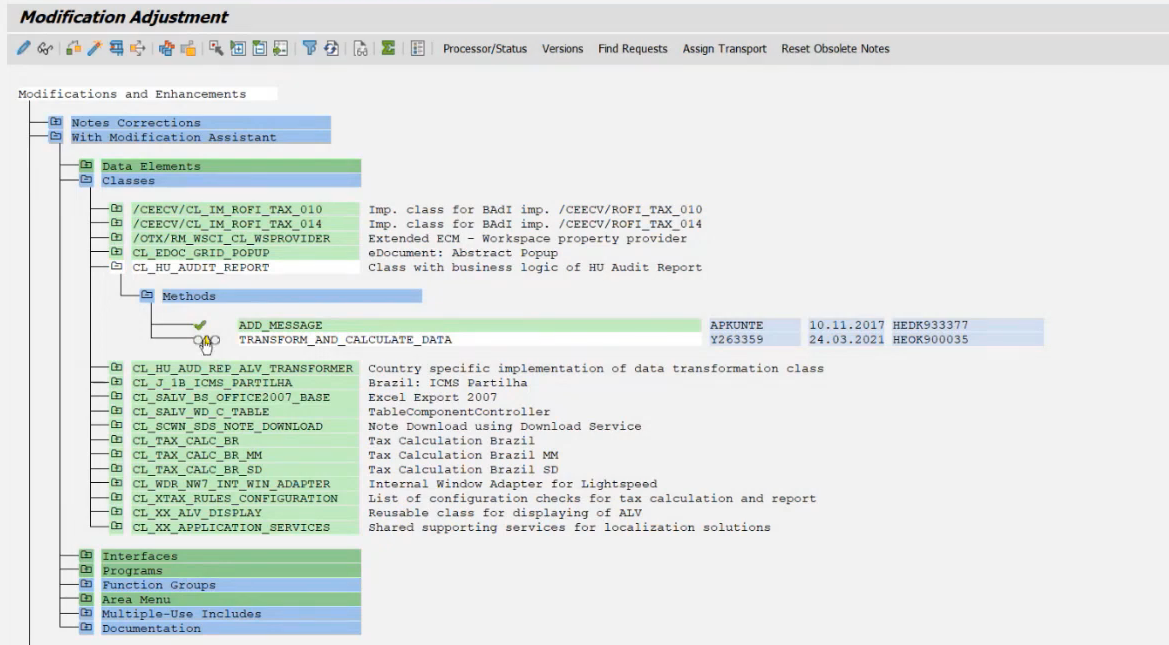 Modification Adjustment
Processor/Status Versions Find Requests Assign Transport Reset Obsolete Notes
Modifications and Enhancements
Notes Corrections
With Modification Assistant
Data Elements
Classes
/CEECV/CL_IM_ROFI_TAX_010 Imp. class for BAdI imp. /CEECV/ROFI_TAX_010
/CEECV/CL_IM_ROFI_TAX_014 Imp. class for BAdI imp. /CEECV/ROFI_TAX_014
/OTX/RM_WSCI_CL_WSPROVIDER Extended ECM - Workspace property provider
CL_EDOC_GRID_POPUP eDocument: Abstract Popup
CL_HU_AUDIT_REPORT Class with business logic of HU Audit Report
Methods
ADD_MESSAGE APKUNTE 10.11.2017 HEDK933377
TRANSFORM_AND_CALCULATE_DATA Y263359 24.03.2021 HEOK900035
CL_HU_AUD_REP_ALV_TRANSFORMER Country specific implementation of data transformation class
CL_J_1B_ICMS_PARTILHA Brazil: ICMS Partilha
CL_SALV_BS_OFFICE2007_BASE Excel Export 2007
CL_SALV_WD_C_TABLE TableComponentController
CL_SCWN_SDS_NOTE_DOWNLOAD Note Download using Download Service
CL_TAX_CALC_BR Tax Calculation Brazil
CL_TAX_CALC_BR_MM Tax Calculation Brazil MM
CL_TAX_CALC_BR_SD Tax Calculation Brazil SD
CL_WDR_NW7_INT_WIN_ADAPTER Internal Window Adapter for Lightspeed
CL_XTAX_RULES_CONFIGURATION List of configuration checks for tax calculation and report
CL_XX_ALV_DISPLAY Reusable class for displaying of ALV
CL_XX_APPLICATION_SERVICES Shared supporting services for localization solutions
Interfaces
Programs
Function Groups
Area Menu
Multiple-Use Includes
Documentation